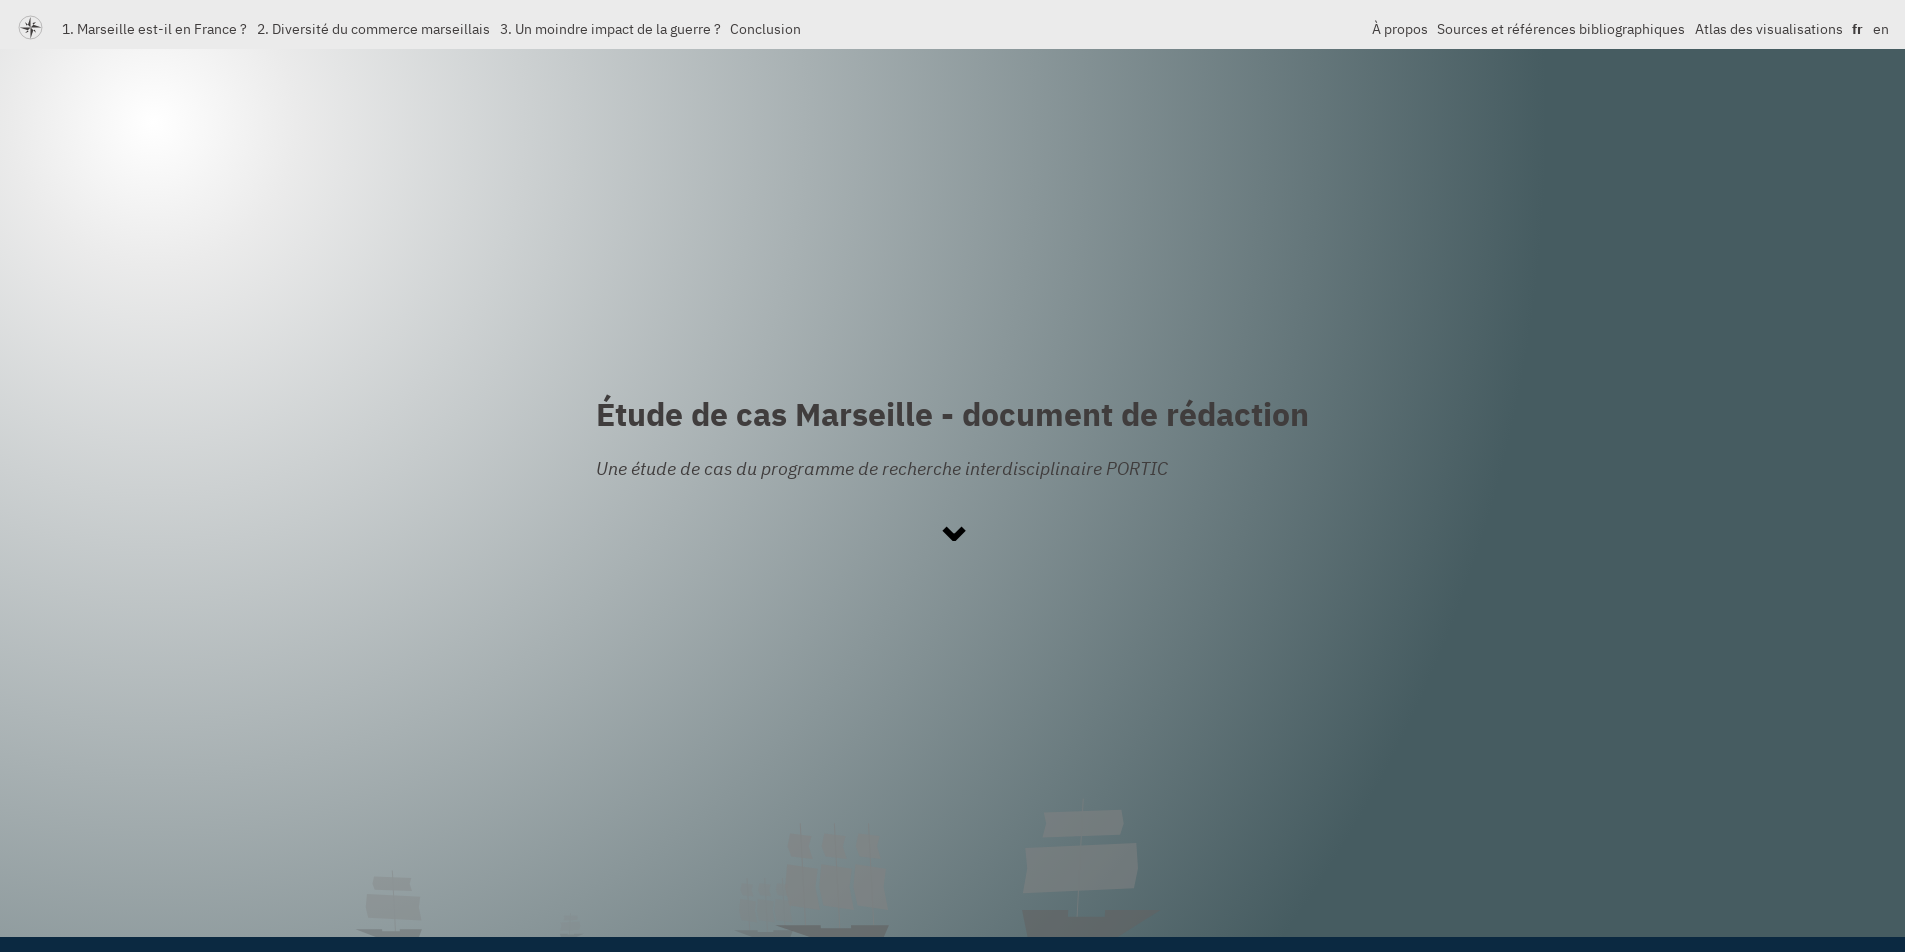 1. Marseille est-il en France ? 2. Diversité du commerce marseillais 3. Un moindre impact de la guerre ? Conclusion À propos Sources et références bibliographiques Atlas des visualisations fr en
Étude de cas Marseille - document de rédaction
Une étude de cas du programme de recherche interdisciplinaire PORTIC